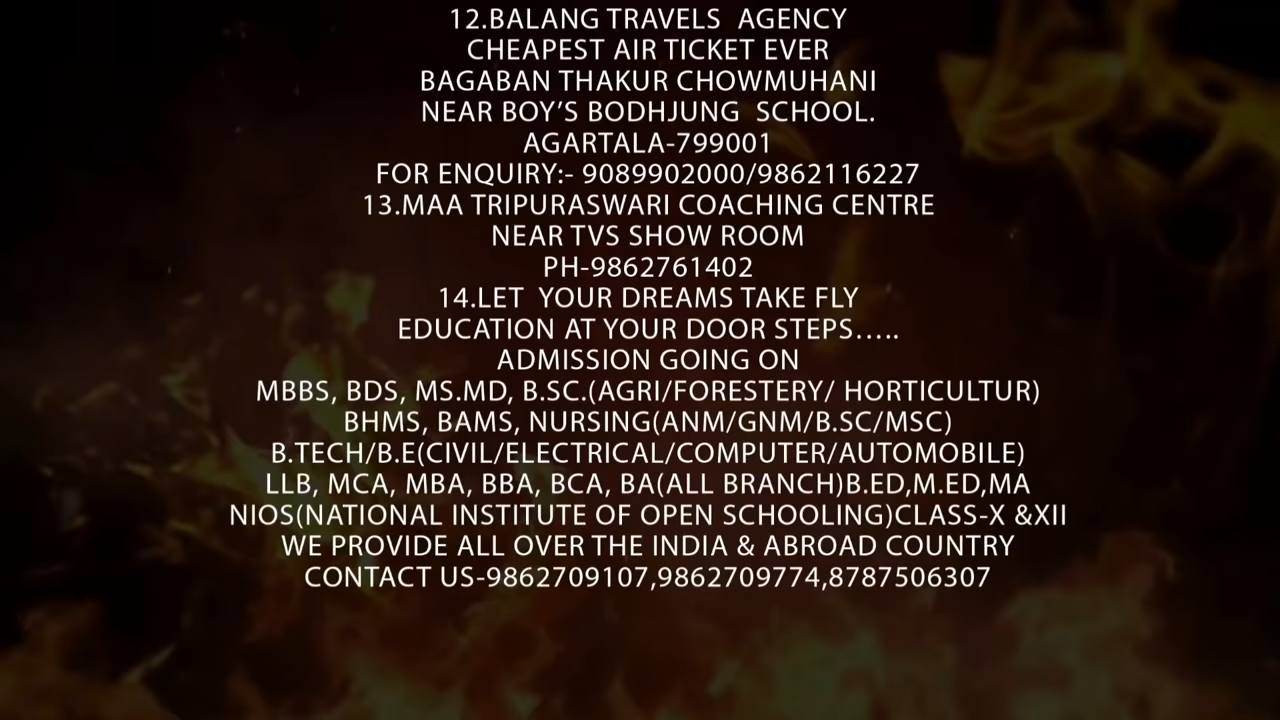 12.BALANG TRAVELS AGENCY
CHEAPEST AIR TICKET EVER
BAGABAN THAKUR CHOWMUHANI
NEAR BOY'S BODHJUNG SCHOOL.
AGARTALA-799001
FOR ENQUIRY:- 9089902000/9862116227
13.MAA TRIPURASWARI COACHING CENTRE
NEAR TVS SHOW ROOM
PH-9862761402
14.LET YOUR DREAMS TAKE FLY
EDUCATION AT YOUR DOOR STEPS.....
ADMISSION GOING ON
MBBS, BDS, MS.MD, B.SC.(AGRI/FORESTERY/ HORTICULTUR)
BHMS, BAMS, NURSING(ANM/GNM/B.SC/MSC)
B.TECH/B.E(CIVIL/ELECTRICAL/COMPUTER/AUTOMOBILE)
LLB, MCA, MBA, BBA, BCA, BA(ALL BRANCH)B.ED,M.ED,MA
NIOS(NATIONAL INSTITUTE OF OPEN SCHOOLING)CLASS-X &XII
WE PROVIDE ALL OVER THE INDIA & ABROAD COUNTRY
CONTACT US-9862709107,9862709774,8787506307